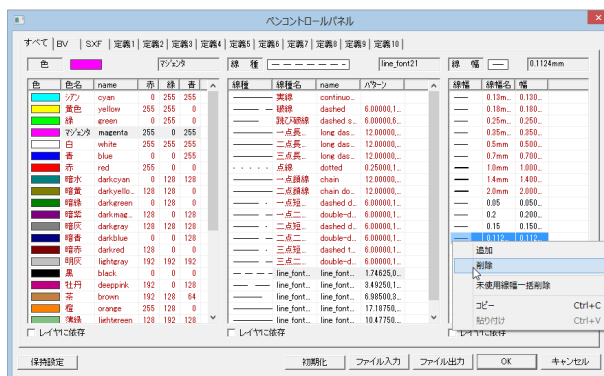 ペンコントロールパネル
すべて BV SXF 定義1 定義2 定義3 定義4 定義5 定義6 定義7 定義8 定義9 定義10
色 マジェンタ 線 種 line_font21 線 幅 0.1124mm
色 色名 name 赤 緑 青 線種 線種名 name パターン 線幅 線幅名 幅
シアン cyan 0 255 255 実線 continuo... 0.13m... 0.130...
黄色 yellow 255 255 0 破線 dashed 6.00000,1... 0.18m... 0.180...
緑 green 0 255 0 跳び破線 dashed s... 6.00000,6... 0.25m... 0.250...
マジェンタ magenta 255 0 255 一点長... long das... 12.00000,... 0.35m... 0.350...
白 white 255 255 255 二点長... long das... 12.00000,... 0.5mm 0.500...
青 blue 0 0 255 三点長... long das... 12.00000,... 0.7mm 0.700...
赤 red 255 0 0 点線 dotted 0.25000,1... 1.0mm 1.000...
暗水 darkcyan 0 128 128 一点鎖線 chain 12.00000,... 1.4mm 1.400...
暗黄 darkyello... 128 128 0 二点鎖線 chain do... 12.00000,... 2.0mm 2.000...
暗緑 darkgreen 0 128 0 一点短... dashed d... 6.00000,1... 0.05 0.050...
暗紫 darkmag... 128 0 128 一点二... double-d... 6.00000,1... 0.2 0.200...
暗灰 darkgray 128 128 128 二点短... dashed d... 6.00000,1... 0.15 0.150...
暗青 darkblue 0 0 128 二点二... double-d... 6.00000,1... 0.112... 0.112...
暗赤 darkred 128 0 0 三点短... dashed t... 6.00000,1...
明灰 lightgray 192 192 192 三点二... double-d... 6.00000,1...
黒 black 0 0 0 line_font... line_font... 1.74625,0...
牡丹 deeppink 192 0 128 line_font... line_font... 3.49250,1...
茶 brown 192 128 64 line_font... line_font... 6.98500,3...
橙 orange 255 128 0 line_font... line_font... 17.18750,...
薄緑 lightgreen 128 192 128 line_font... line_font... 10.47750...
追加
削除
未使用線幅一括削除
コピー Ctrl+C
貼り付け Ctrl+V
レイヤに依存 レイヤに依存 レイヤに依存
保持設定 初期化 ファイル入力 ファイル出力 OK キャンセル